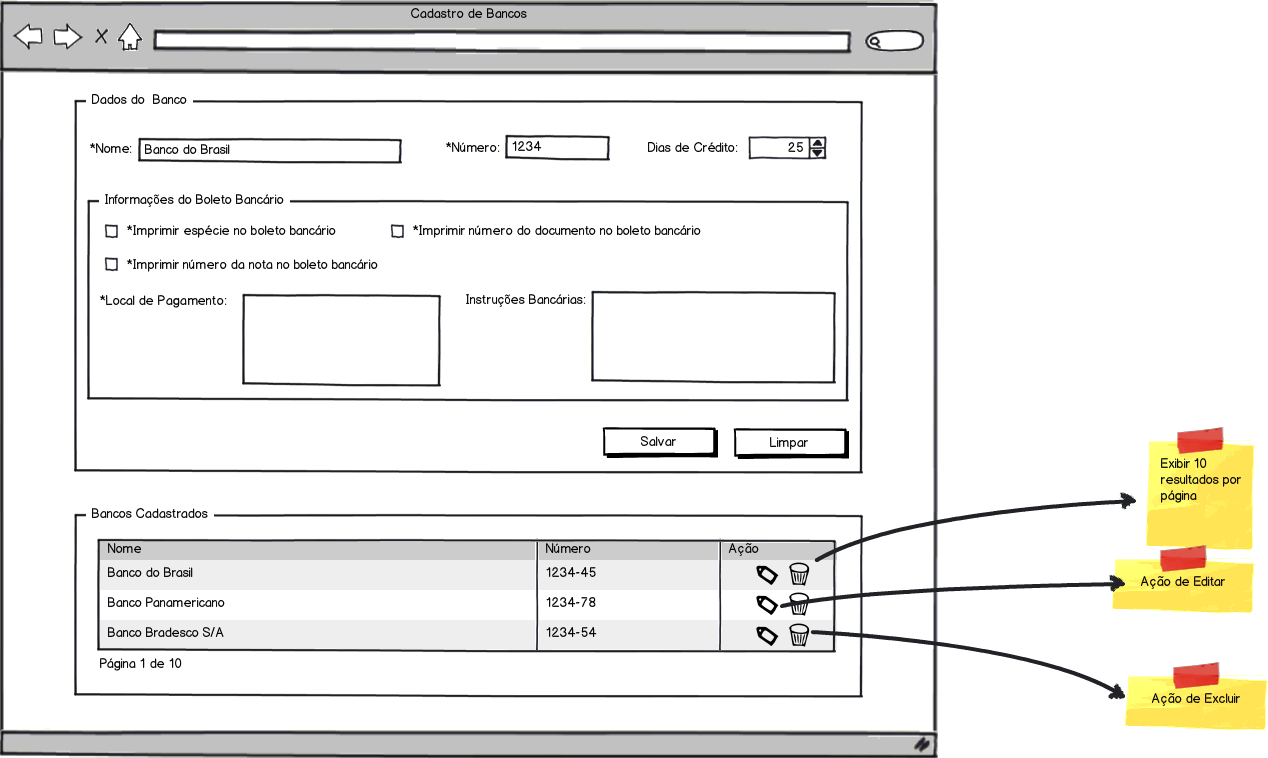 Cadastro de Bancos
Dados do Banco
*Nome: Banco do Brasil *Número: 1234 Dias de Crédito: 25
Informações do Boleto Bancário
*Imprimir espécie no boleto bancário *Imprimir número do documento no boleto bancário
*Imprimir número da nota no boleto bancário
*Local de Pagamento: Instruções Bancárias:
Salvar Limpar
Bancos Cadastrados
Nome Número Ação
Banco do Brasil 1234-45
Banco Panamericano 1234-78
Banco Bradesco S/A 1234-54
Página 1 de 10
Exibir 10
resultados por
página
Ação de Editar
Ação de Excluir